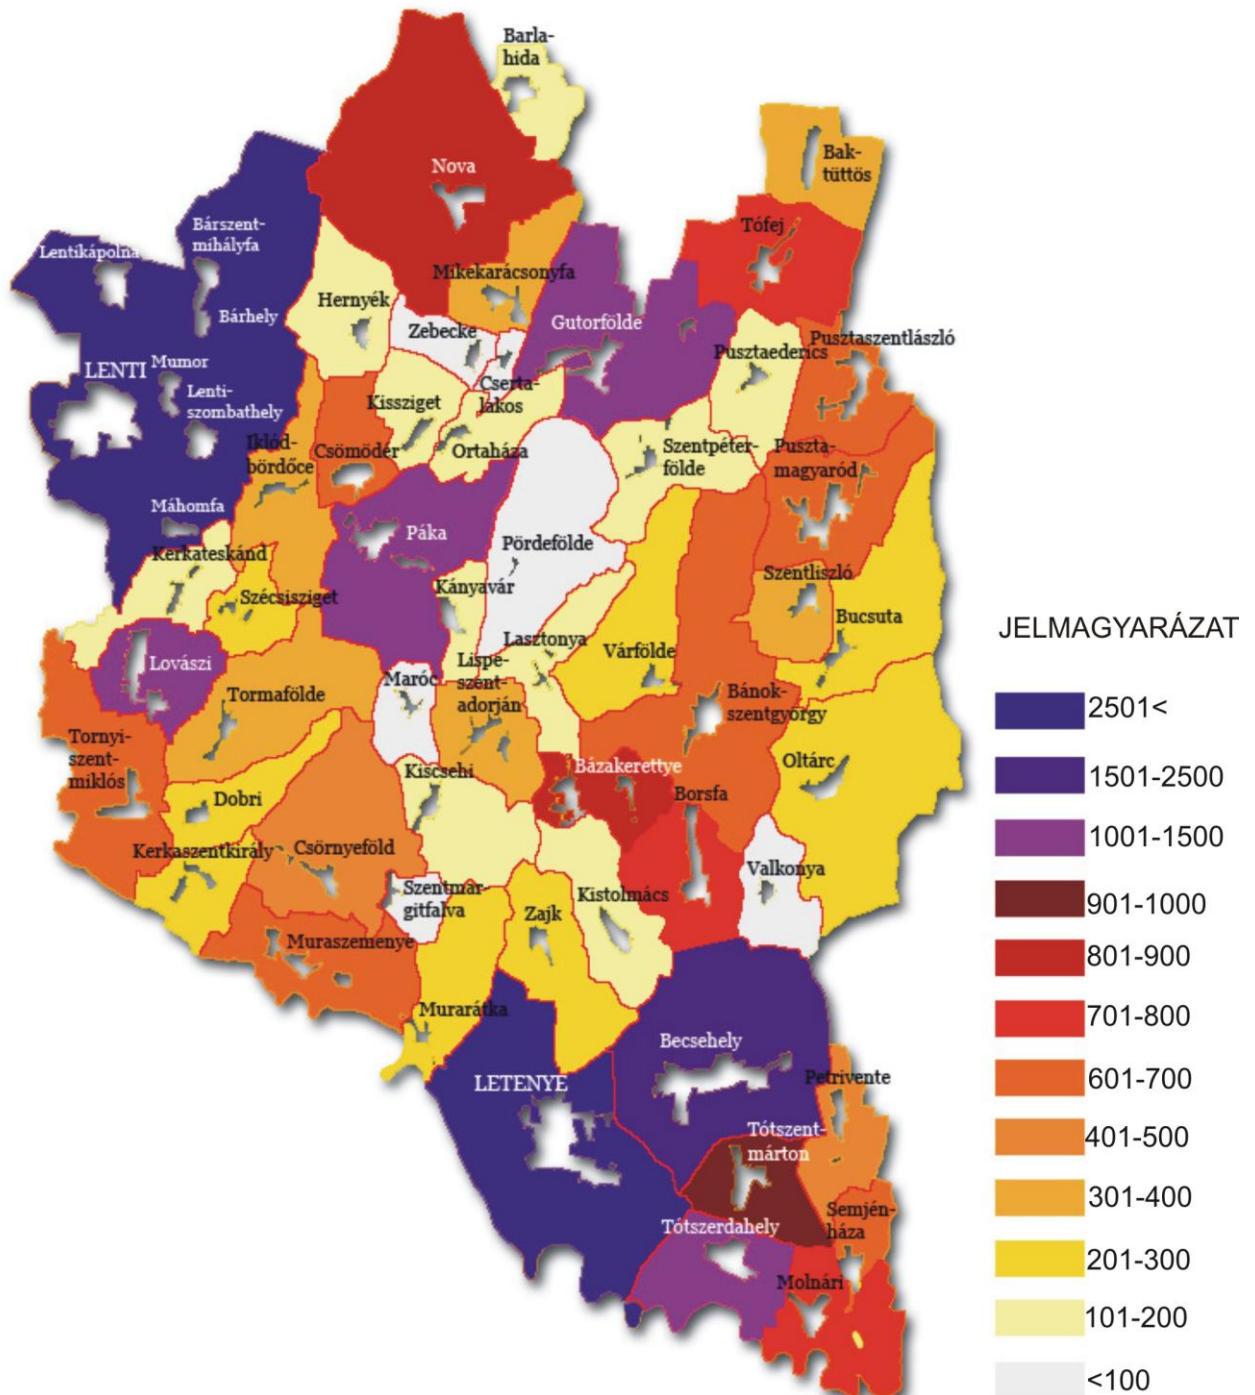 Barla-
hida
Bak-
tüttös
Nova
Tófej
Bárszent-
mihályfa
Lentikápolna
Bárhely
Mikekarácsonyfa
Hernyék
Zebecke
Gutorfölde
Pusztaszentlászló
Pusztaederics
LENTI
Mumor
Lenti-
szombathely
Kissziget
Cserta-
lakos
Iklód-
bördőce
Csömödér
Ortaháza
Szentpéter-
földe
Puszta-
magyaród
Máhomfa
Páka
Pördefölde
Kerkateskánd
Kányavár
Szentliszló
Szécsisziget
Bucsuta
JELMAGYARÁZAT
Lasztonya
Lovászi
Várfölde
Maróc
Lispe-
szent-
adorján
Tormafölde
Bánok-
szentgyörgy
2501<
Tornyi-
szent-
miklós
Bázakerettye
Oltárc
1501-2500
Kiscsehi
Dobri
Borsfa
1001-1500
Kerkaszentkirály
Csörnyeföld
Valkonya
Szentmar-
gitfalva
Kistolmács
901-1000
Zajk
Muraszemenye
801-900
Murarátka
701-800
Becsehely
LETENYE
Petrivente
601-700
Tótszent-
márton
401-500
Semjén-
háza
301-400
Tótszerdahely
201-300
Molnári
101-200
<100